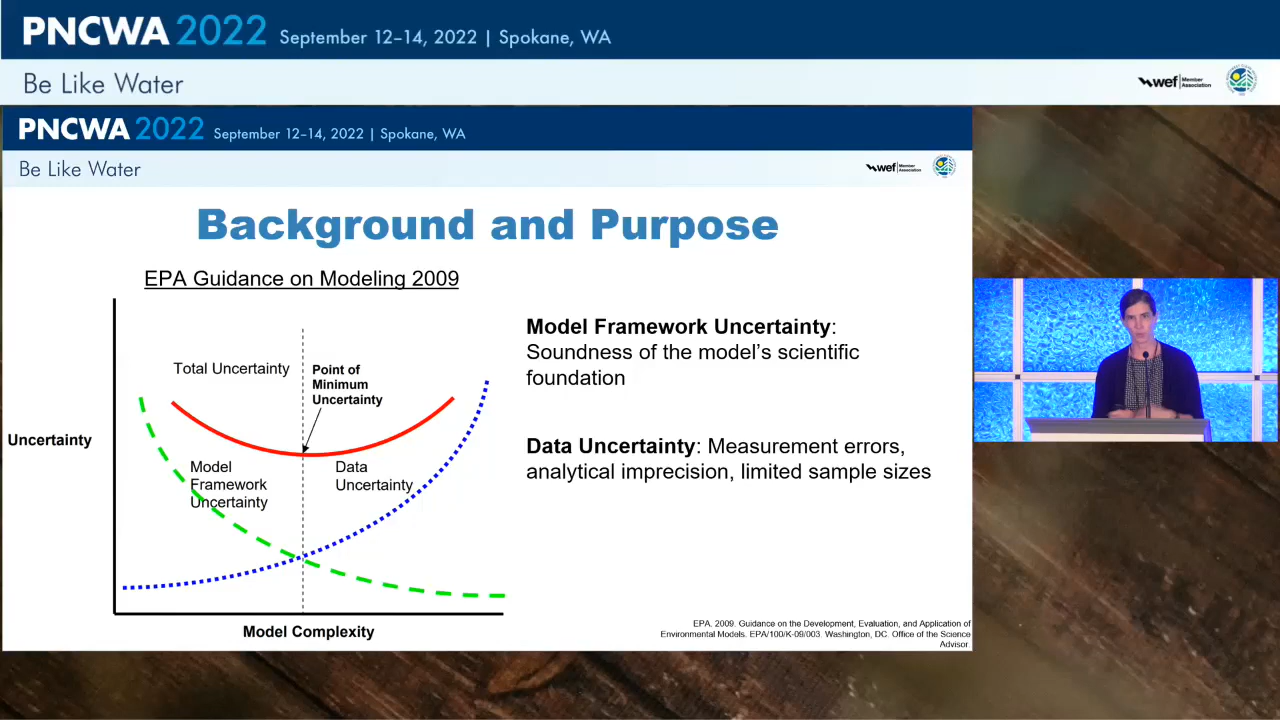 PNCWA 2022 September 12–14, 2022 | Spokane, WA
Be Like Water
wef Member Association
PNCWA 2022 September 12–14, 2022 | Spokane, WA
Be Like Water
wef Member Association
Background and Purpose
EPA Guidance on Modeling 2009
Total Uncertainty
Point of
Minimum
Uncertainty
Uncertainty
Model
Framework
Uncertainty
Data
Uncertainty
Model Complexity
Model Framework Uncertainty:
Soundness of the model’s scientific
foundation
Data Uncertainty: Measurement errors,
analytical imprecision, limited sample sizes
EPA. 2009. Guidance on the Development, Evaluation, and Application of
Environmental Models. EPA/100/K-09/003. Washington, DC. Office of the Science
Advisor.